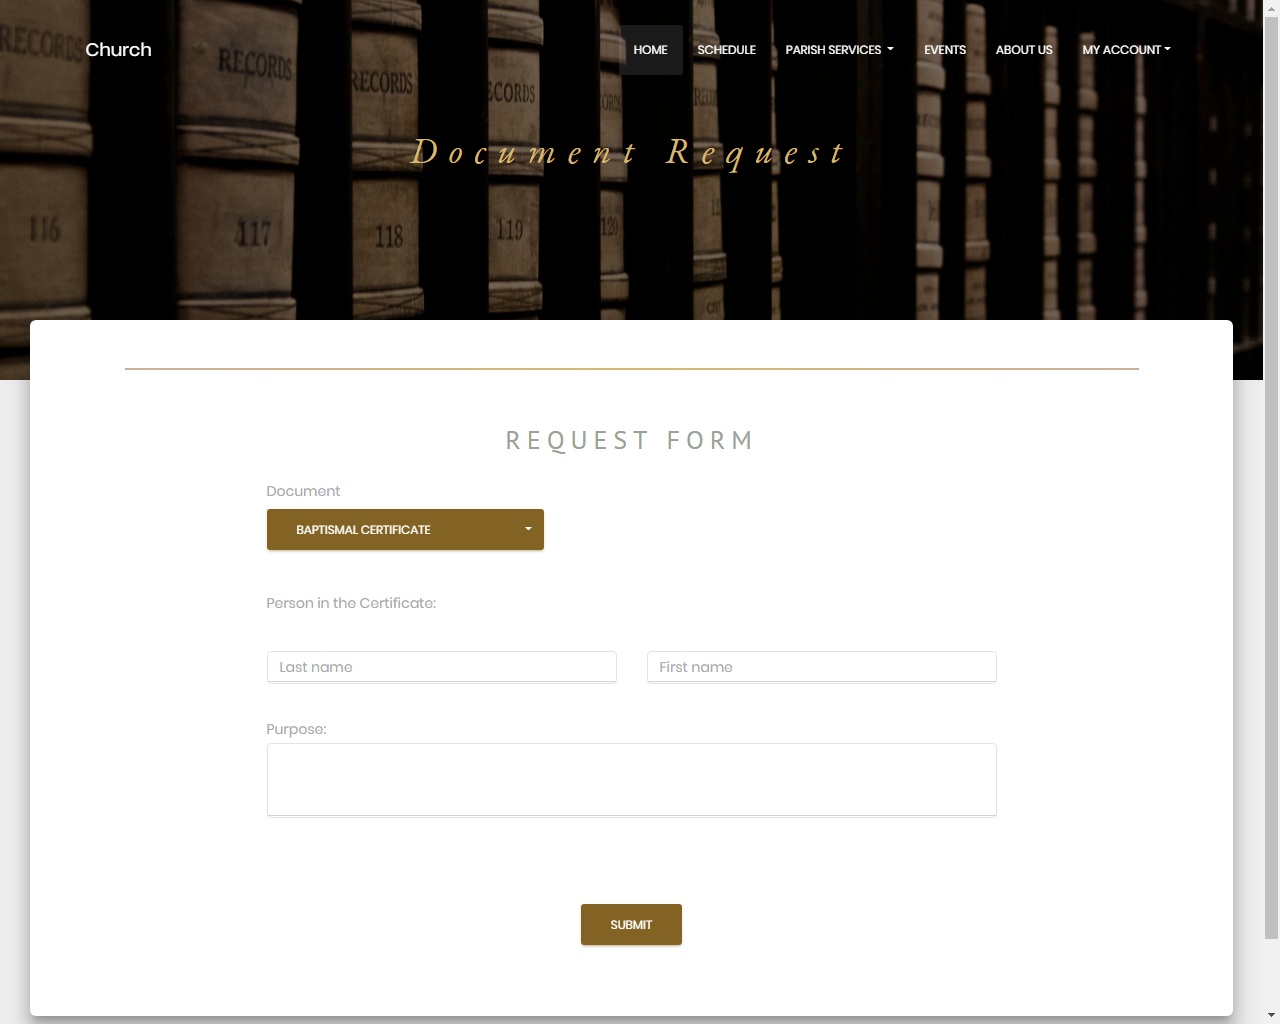 Church
HOME
SCHEDULE
PARISH SERVICES
EVENTS
ABOUT US
MY ACCOUNT
RECORDS
RECORDS
RECORDS
Document Request
116
117
118
119
120
REQUEST FORM
Document
BAPTISMAL CERTIFICATE
Person in the Certificate:
Last name
First name
Purpose:
SUBMIT